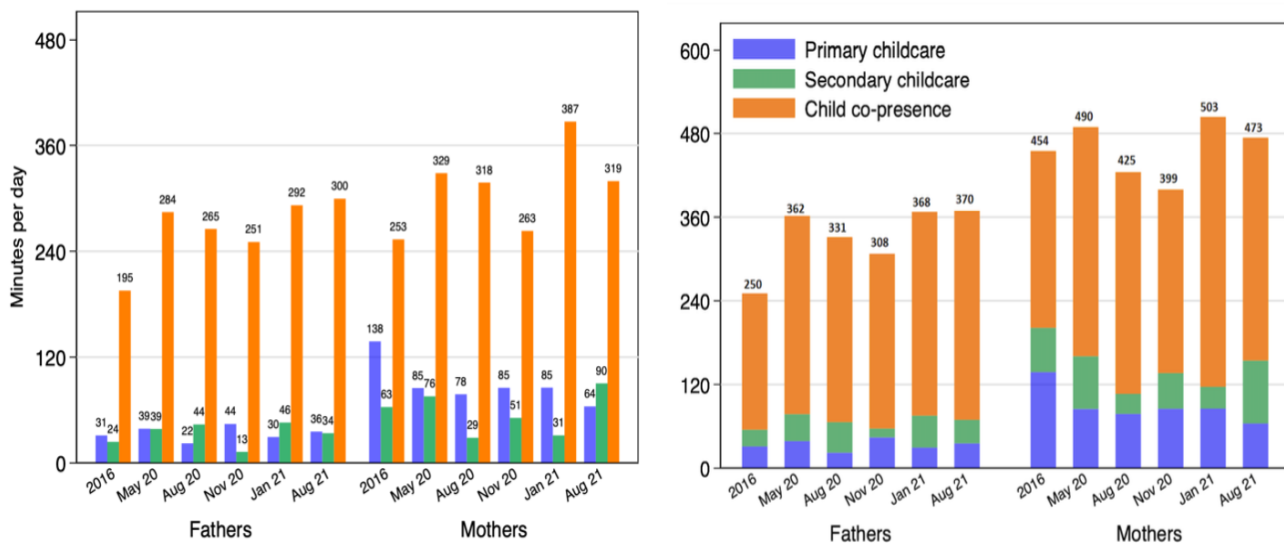 Minutes per day
480
360
240
120
0
31 24 195
39 39 284
22 44 265
44 13 251
30 46 292
36 34 300
138 63 253
85 76 329
78 29 318
85 51 263
85 31 387
64 90 319
2016 May 20 Aug 20 Nov 20 Jan 21 Aug 21 2016 May 20 Aug 20 Nov 20 Jan 21 Aug 21
Fathers Mothers
Primary childcare
Secondary childcare
Child co-presence
600
480
360
240
120
0
250 362 331 308 368 370 454 490 425 399 503 473
2016 May 20 Aug 20 Nov 20 Jan 21 Aug 21 2016 May 20 Aug 20 Nov 20 Jan 21 Aug 21
Fathers Mothers